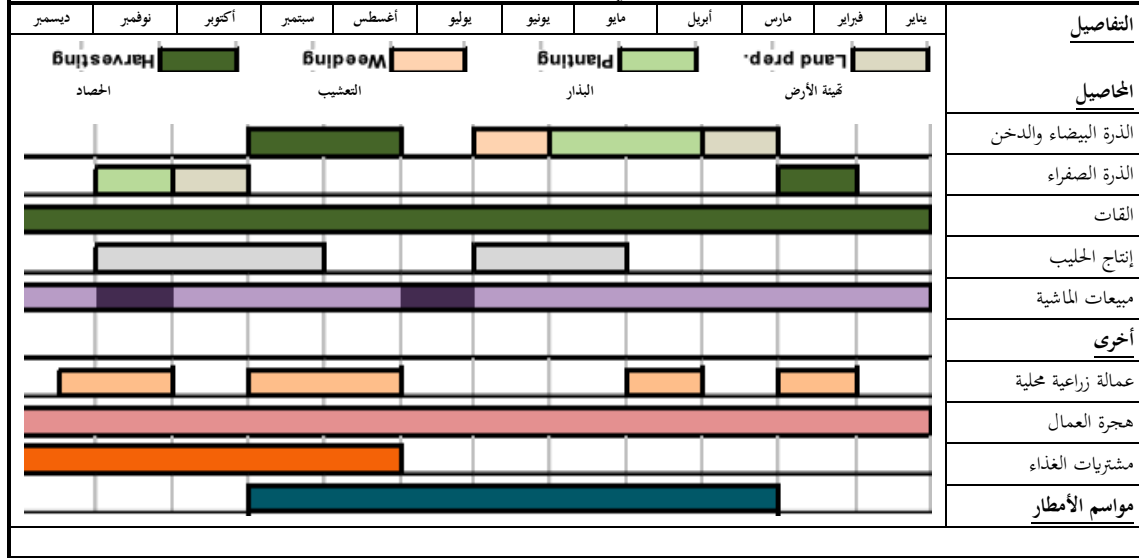 التفاصيل يناير فبراير مارس أبريل مايو يونيو يوليو أغسطس سبتمبر أكتوبر نوفمبر ديسمبر
Land prep. Planting Weeding Harvesting
المحاصيل تهيئة الأرض البذار التعشيب الحصاد
الذرة البيضاء والدخن
الذرة الصفراء
القات
إنتاج الحليب
مبيعات الماشية
أخرى
عمالة زراعية محلية
هجرة العمال
مشتريات الغذاء
مواسم الأمطار